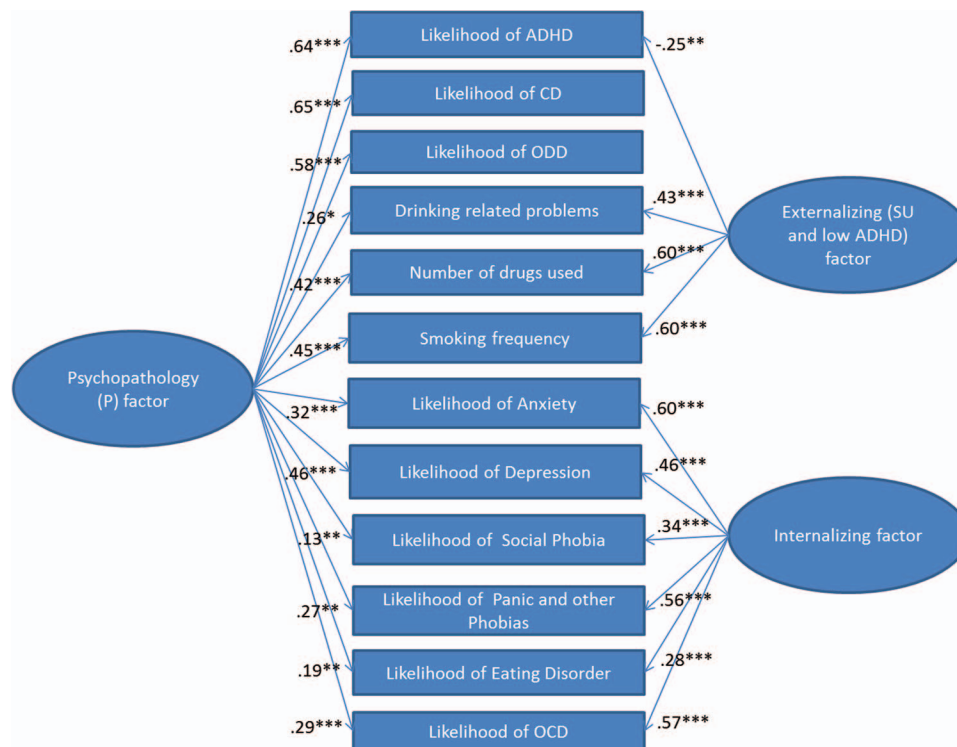 .64***
Likelihood of ADHD
-.25**
.65***
Likelihood of CD
.58***
Likelihood of ODD
.26*
Drinking related problems
.43***
Externalizing (SU
and low ADHD)
factor
.42***
Number of drugs used
.60***
.45***
Smoking frequency
.60***
Psychopathology
(P) factor
.32***
Likelihood of Anxiety
.60***
.46***
Likelihood of Depression
.46***
.13**
Likelihood of Social Phobia
.34***
Internalizing factor
.27**
Likelihood of Panic and other
Phobias
.56***
.19**
Likelihood of Eating Disorder
.28***
.29***
Likelihood of OCD
.57***